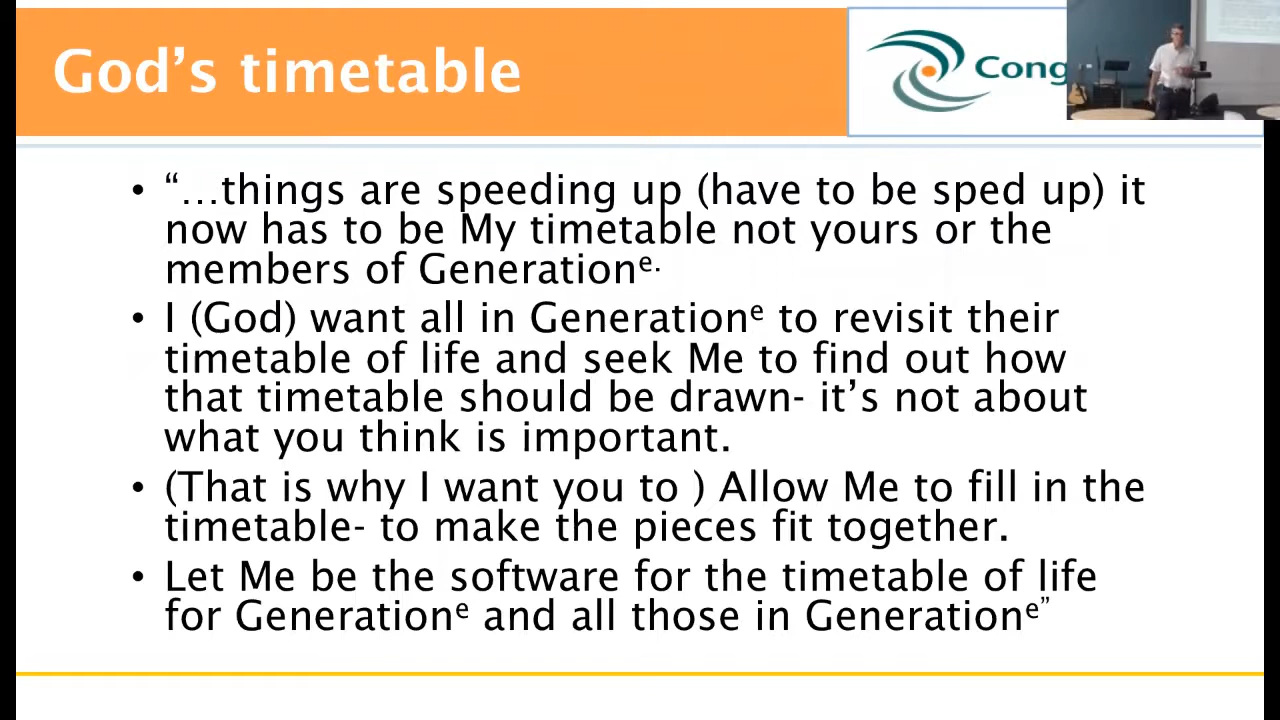 God’s timetable
Cong
• “…things are speeding up (have to be sped up) it
now has to be My timetable not yours or the
members of Generationᵉ·
• I (God) want all in Generationᵉ to revisit their
timetable of life and seek Me to find out how
that timetable should be drawn- it’s not about
what you think is important.
• (That is why I want you to ) Allow Me to fill in the
timetable- to make the pieces fit together.
• Let Me be the software for the timetable of life
for Generationᵉ and all those in Generationᵉ”